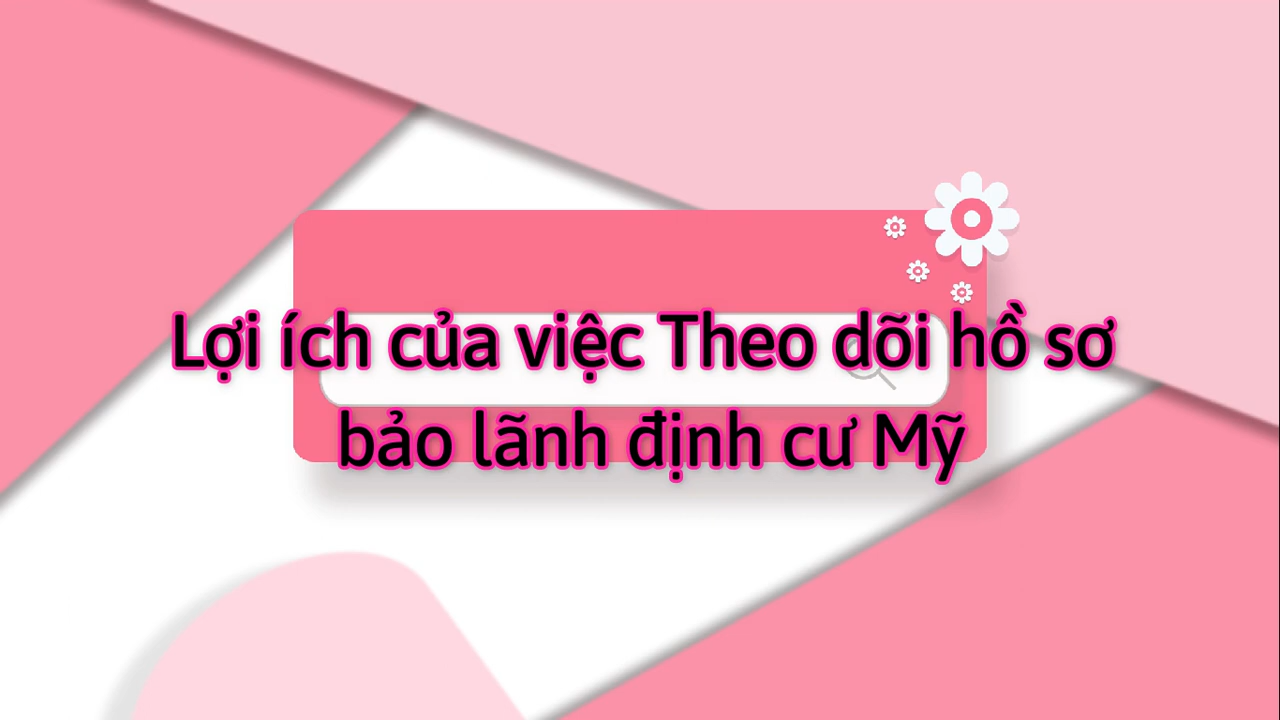 Lợi ích của việc Theo dõi hồ sơ
bảo lãnh định cư Mỹ